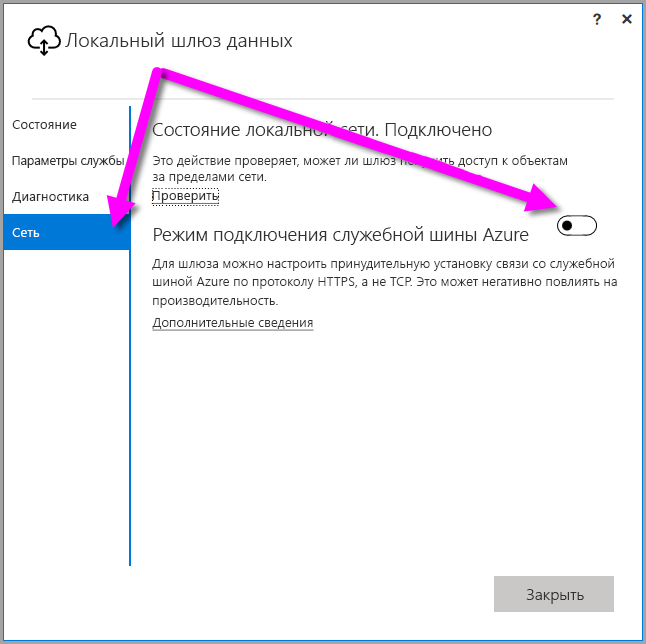 ? ×
Локальный шлюз данных
Состояние
Параметры службы
Диагностика
Сеть
Состояние локальной сети. Подключено
Это действие проверяет, может ли шлюз получить доступ к объектам
за пределами сети.
Проверить
Режим подключения служебной шины Azure
Для шлюза можно настроить принудительную установку связи со служебной
шиной Azure по протоколу HTTPS, а не TCP. Это может негативно повлиять на
производительность.
Дополнительные сведения
Закрыть